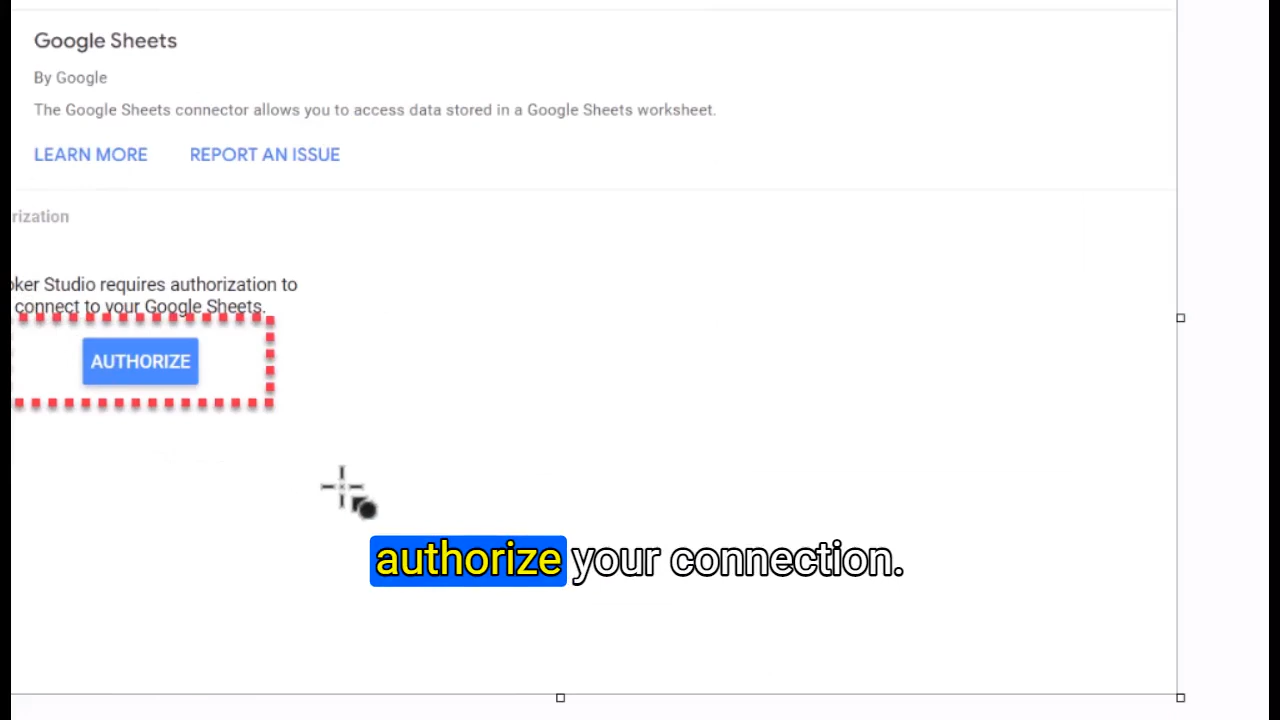 Google Sheets
By Google
The Google Sheets connector allows you to access data stored in a Google Sheets worksheet.
LEARN MORE REPORT AN ISSUE
rization
oker Studio requires authorization to
connect to your Google Sheets.
AUTHORIZE
authorize your connection.